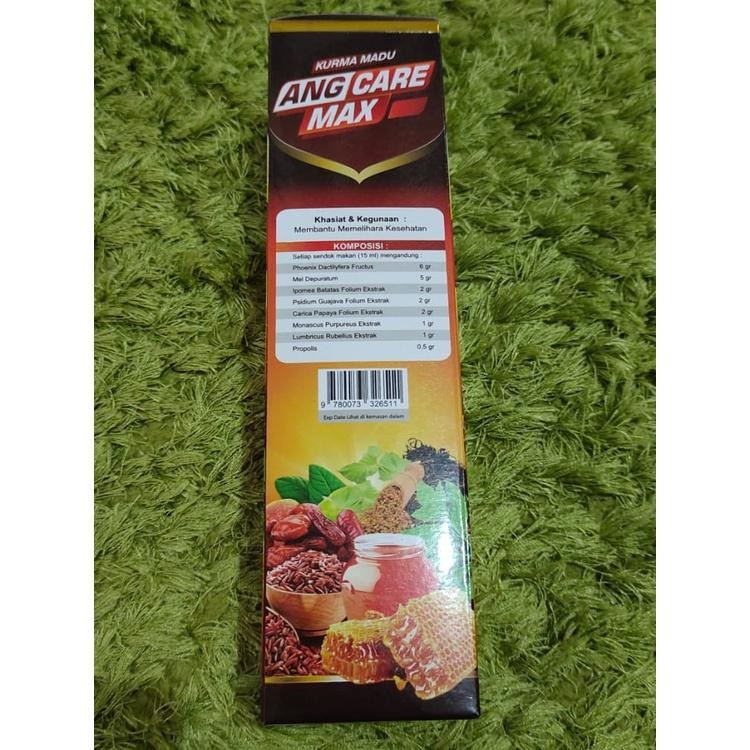 KURMA MADU
ANG CARE
MAX
Khasiat & Kegunaan :
Membantu Memelihara Kesehatan
KOMPOSISI :
Setiap sendok makan (15 ml) mengandung :
Phoenix Dactilyfera Fructus 6 gr
Mel Depuratum 5 gr
Ipomea Batatas Folium Ekstrak 2 gr
Psidium Guajava Folium Ekstrak 2 gr
Carica Papaya Folium Ekstrak 2 gr
Monascus Purpureus Ekstrak 1 gr
Lumbricus Rubellus Ekstrak 1 gr
Propolis 0,5 gr
9 780073 326511
Exp Date Lihat di kemasan dalam